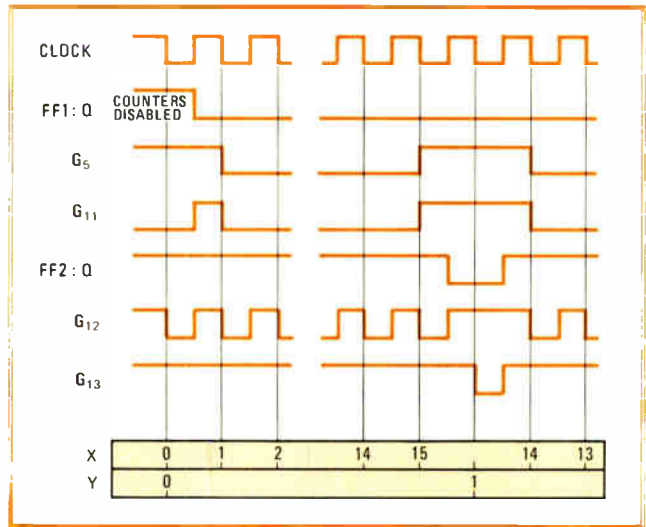 CLOCK
FF1: Q
COUNTERS
DISABLED
G₅
G₁₁
FF2: Q
G₁₂
G₁₃
X 0 1 2 14 15 14 13
Y 0 1